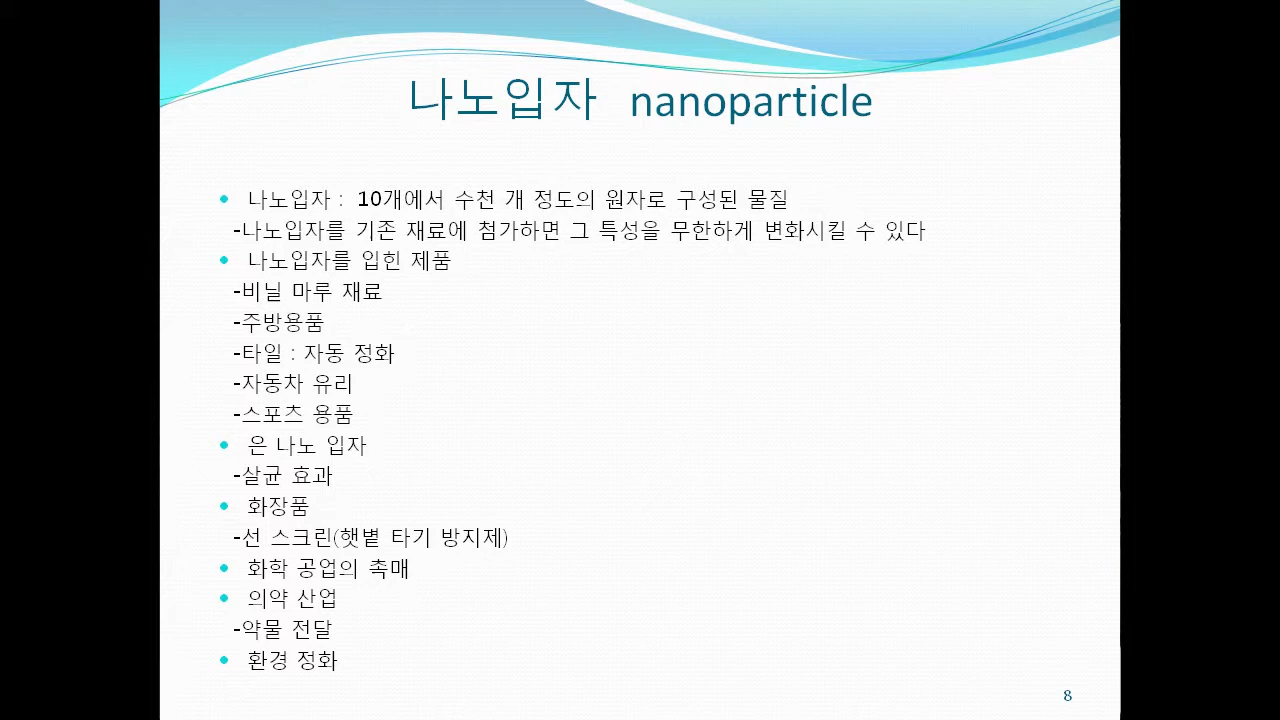 나노입자 nanoparticle
• 나노입자 : 10개에서 수천 개 정도의 원자로 구성된 물질
-나노입자를 기존 재료에 첨가하면 그 특성을 무한하게 변화시킬 수 있다
• 나노입자를 입힌 제품
-비닐 마루 재료
-주방용품
-타일 : 자동 정화
-자동차 유리
-스포츠 용품
• 은 나노 입자
-살균 효과
• 화장품
-선 스크린(햇볕 타기 방지제)
• 화학 공업의 촉매
• 의약 산업
-약물 전달
• 환경 정화
8